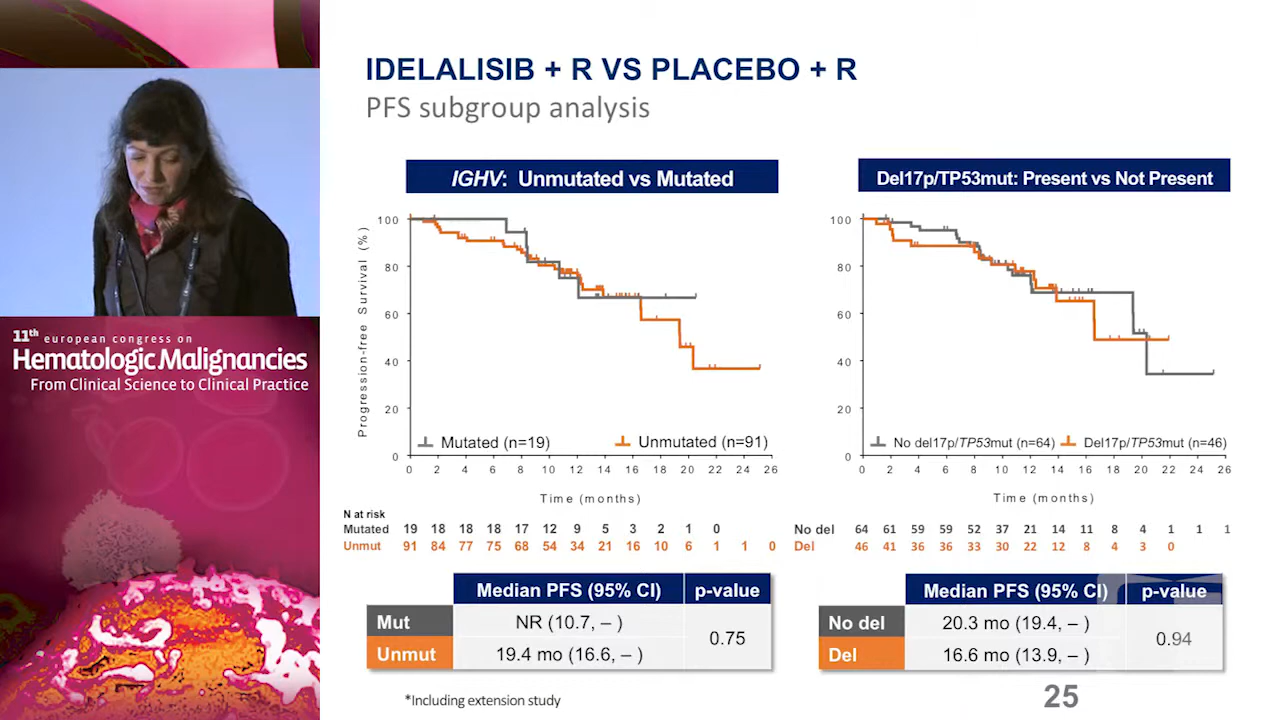 IDELALISIB + R VS PLACEBO + R
PFS subgroup analysis
11th european congress on
Hematologic Malignancies
From Clinical Science to Clinical Practice
IGHV: Unmutated vs Mutated
Progression-free Survival (%)
100
80
60
40
20
0
Mutated (n=19) Unmutated (n=91)
0 2 4 6 8 10 12 14 16 18 20 22 24 26
Time (months)
N at risk
Mutated 19 18 18 18 17 12 9 5 3 2 1 0
Unmut 91 84 77 75 68 54 34 21 16 10 6 1 1 0
Median PFS (95% CI) p-value
Mut NR (10.7, – ) 0.75
Unmut 19.4 mo (16.6, – )
*Including extension study
Del17p/TP53mut: Present vs Not Present
100
80
60
40
20
0
No del17p/TP53mut (n=64) Del17p/TP53mut (n=46)
0 2 4 6 8 10 12 14 16 18 20 22 24 26
Time (months)
No del 64 61 59 59 52 37 21 14 11 8 4 1 1 1
Del 46 41 36 36 33 30 22 12 8 4 3 0
Median PFS (95% CI) p-value
No del 20.3 mo (19.4, – ) 0.94
Del 16.6 mo (13.9, – )
25